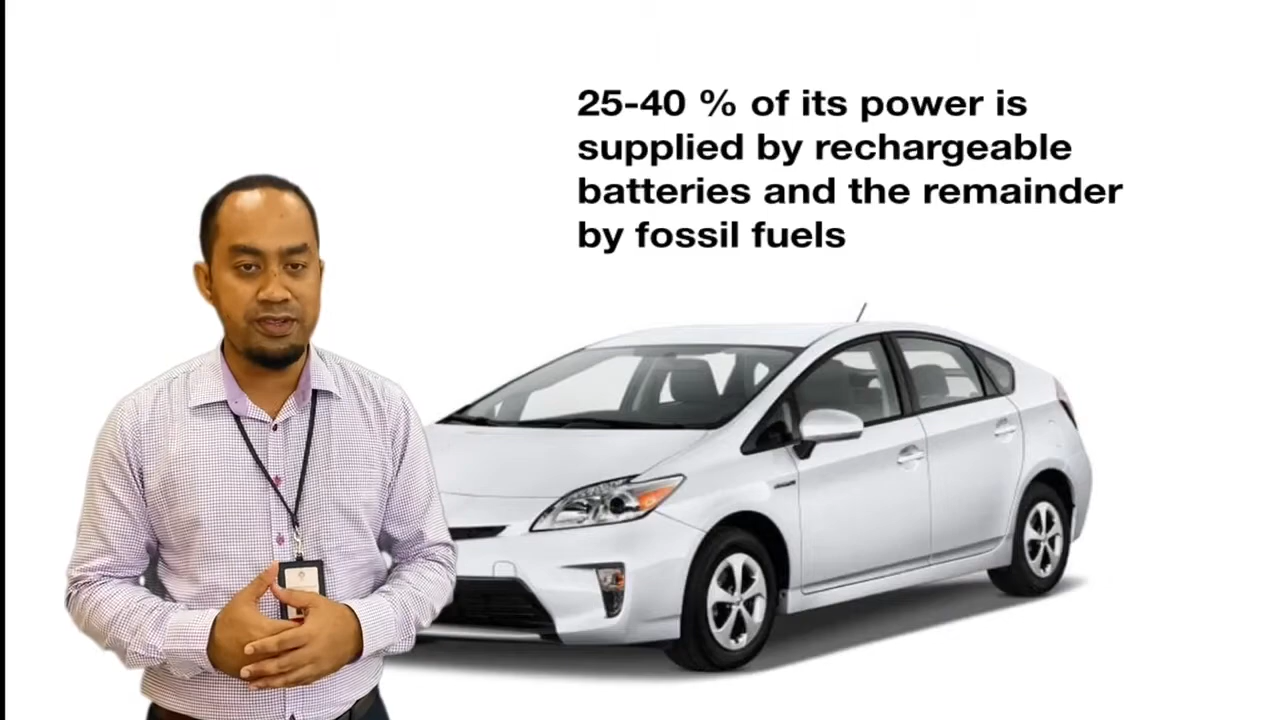 25-40 % of its power is
supplied by rechargeable
batteries and the remainder
by fossil fuels